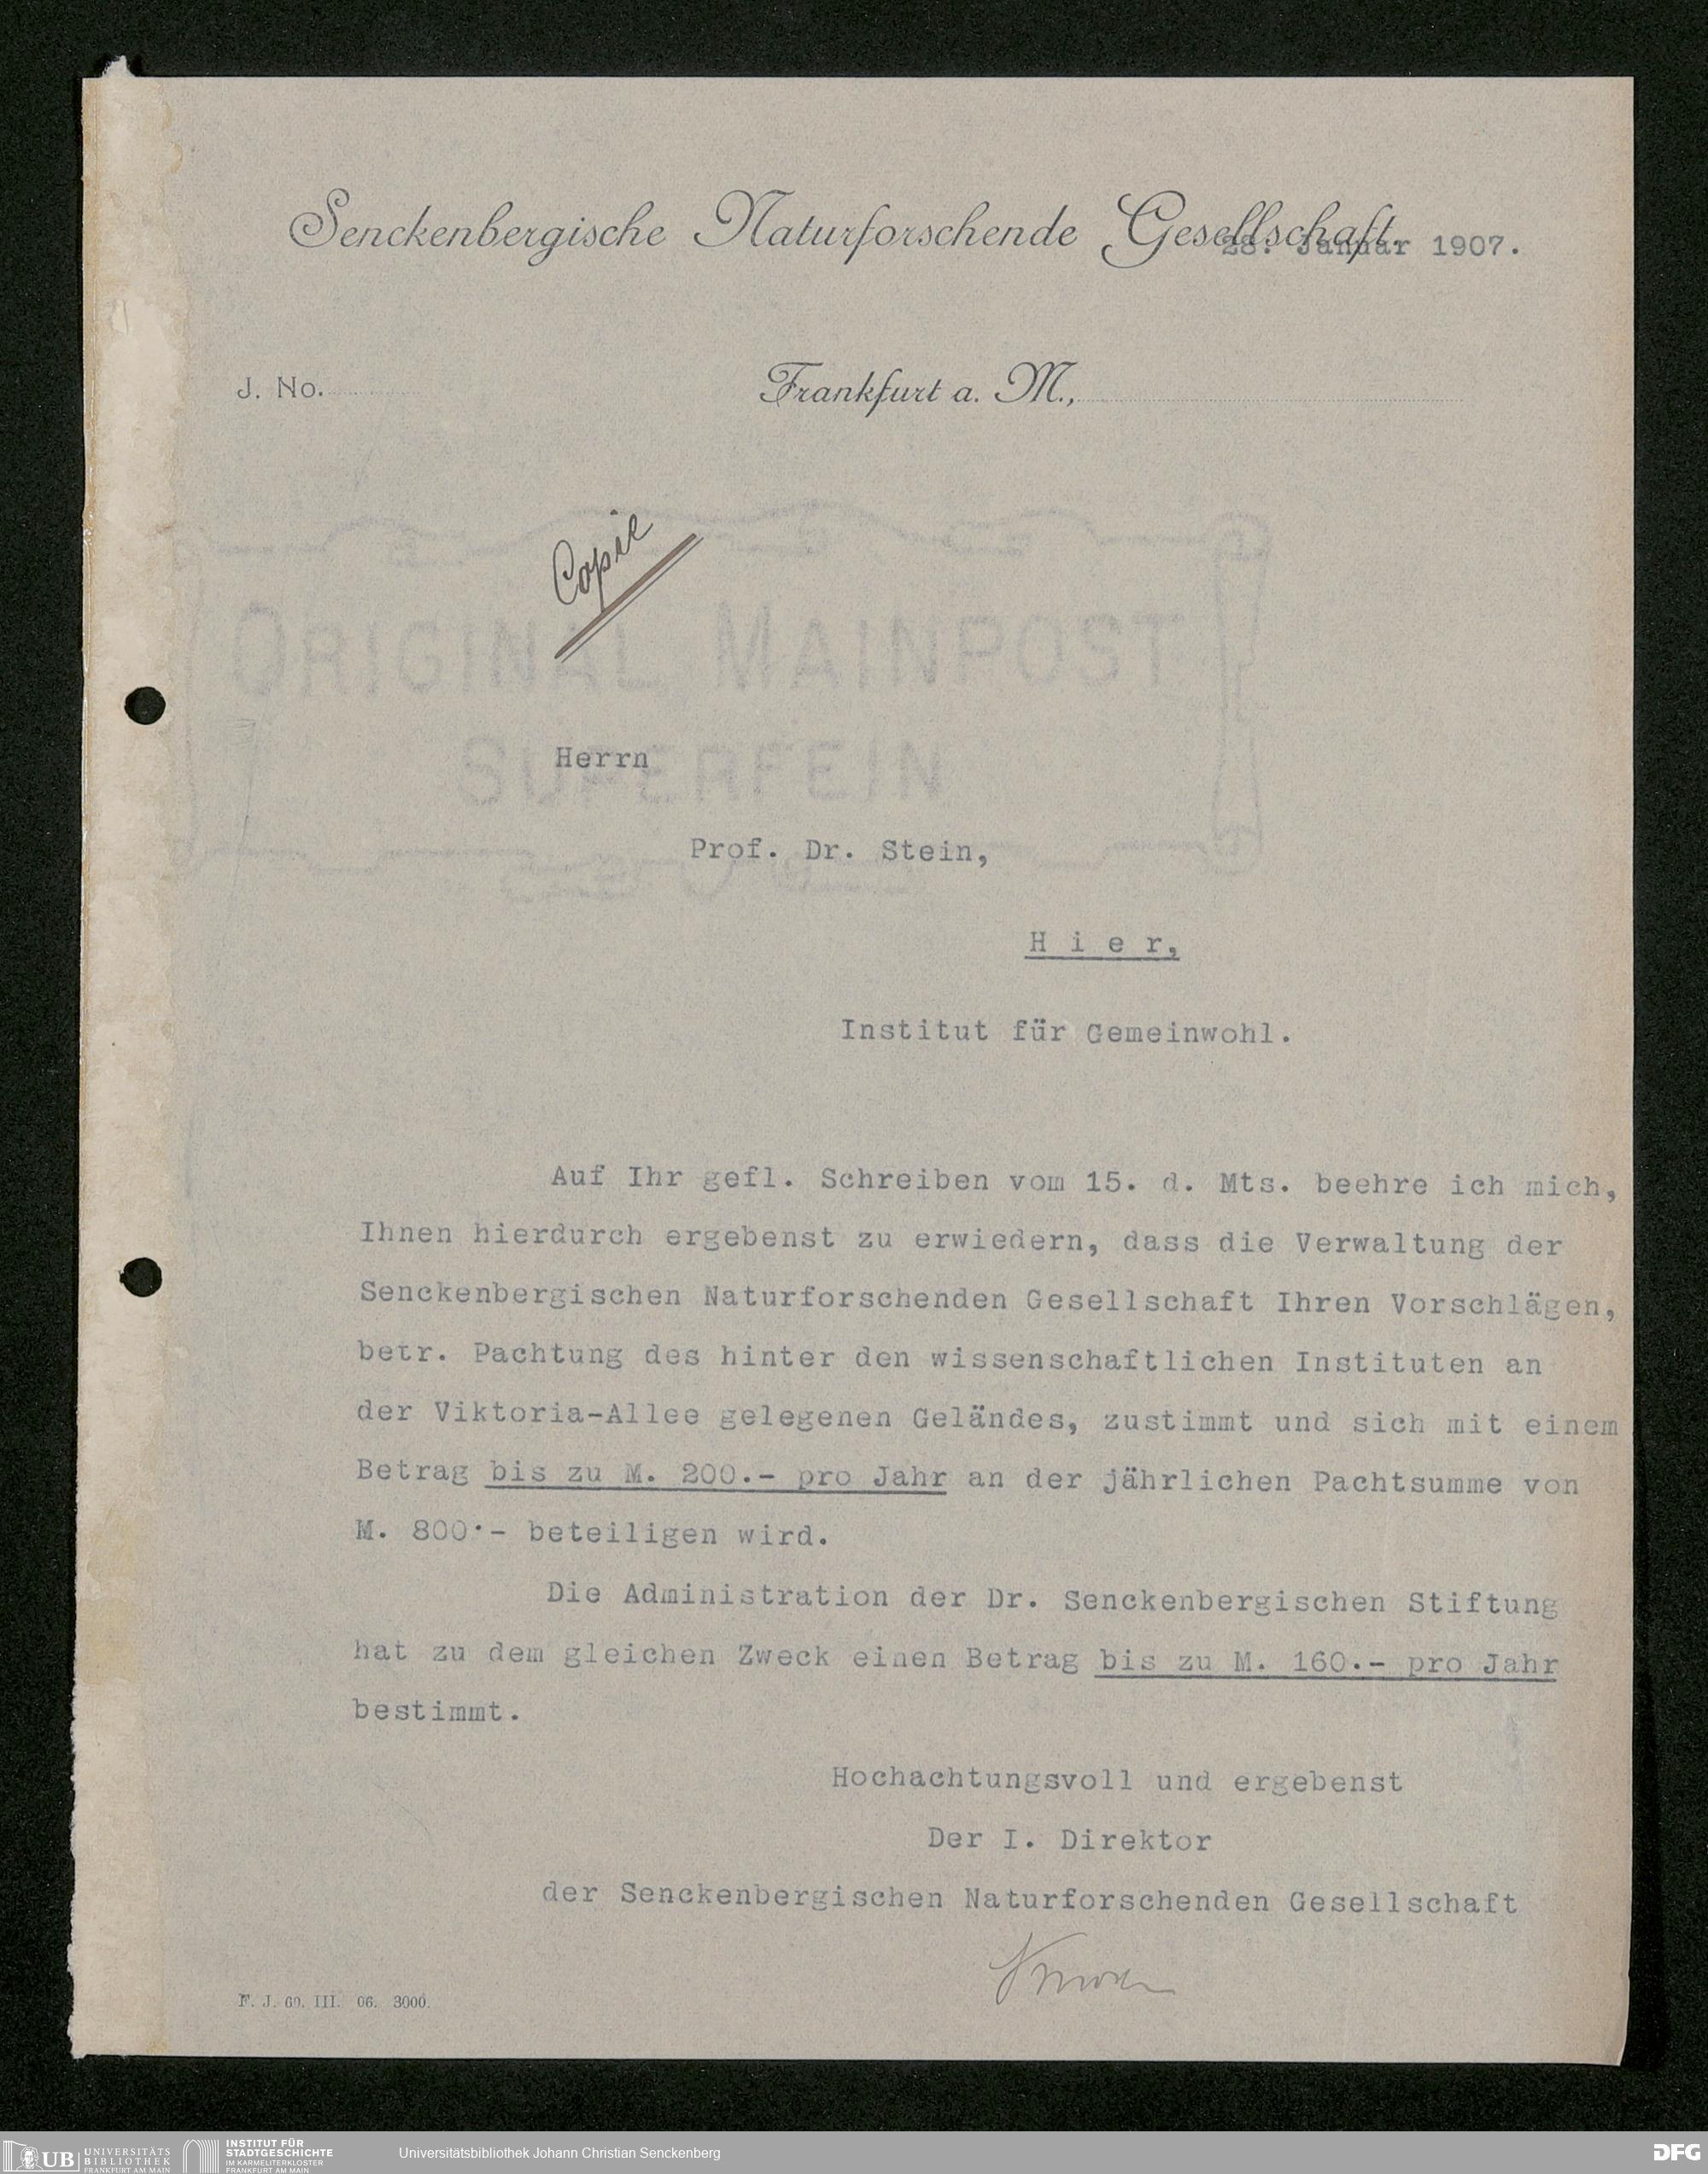 Senckenbergische Naturforschende Gesellschaft.
28. Januar 1907.
J. No.
Frankfurt a. M.,
Copie
ORIGINAL MAINPOST
SUPERFEIN
Herrn
Prof. Dr. Stein,
H i e r,
Institut für Gemeinwohl.
Auf Ihr gefl. Schreiben vom 15. d. Mts. beehre ich mich,
Ihnen hierdurch ergebenst zu erwiedern, dass die Verwaltung der
Senckenbergischen Naturforschenden Gesellschaft Ihren Vorschlägen,
betr. Pachtung des hinter den wissenschaftlichen Instituten an
der Viktoria-Allee gelegenen Geländes, zustimmt und sich mit einem
Betrag bis zu M. 200.- pro Jahr an der jährlichen Pachtsumme von
M. 800.- beteiligen wird.
Die Administration der Dr. Senckenbergischen Stiftung
hat zu dem gleichen Zweck einen Betrag bis zu M. 160.- pro Jahr
bestimmt.
Hochachtungsvoll und ergebenst
Der I. Direktor
der Senckenbergischen Naturforschenden Gesellschaft
F. J. 60. III. 06. 3000.
UB UNIVERSITÄTS
BIBLIOTHEK
FRANKFURT AM MAIN
INSTITUT FÜR
STADTGESCHICHTE
IM KARMELITERKLOSTER
FRANKFURT AM MAIN
Universitätsbibliothek Johann Christian Senckenberg
DFG